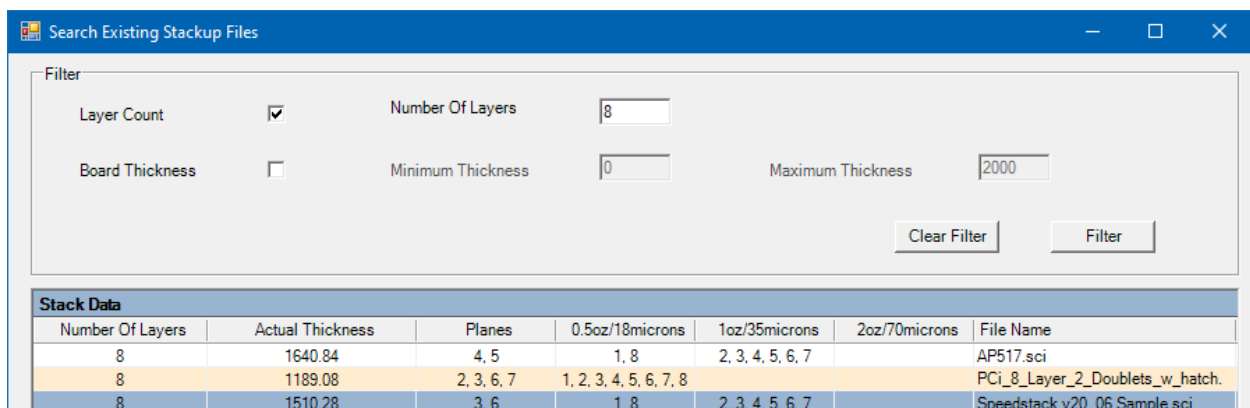 Search Existing Stackup Files
Filter
Layer Count Number Of Layers 8
Board Thickness Minimum Thickness 0 Maximum Thickness 2000
Clear Filter Filter
Stack Data
Number Of Layers Actual Thickness Planes 0.5oz/18microns 1oz/35microns 2oz/70microns File Name
8 1640.84 4, 5 1, 8 2, 3, 4, 5, 6, 7 AP517.sci
8 1189.08 2, 3, 6, 7 1, 2, 3, 4, 5, 6, 7, 8 PCi_8_Layer_2_Doublets_w_hatch.
8 1510.28 3, 6 1, 8 2, 3, 4, 5, 6, 7 Speedstack v20_06 Sample.sci